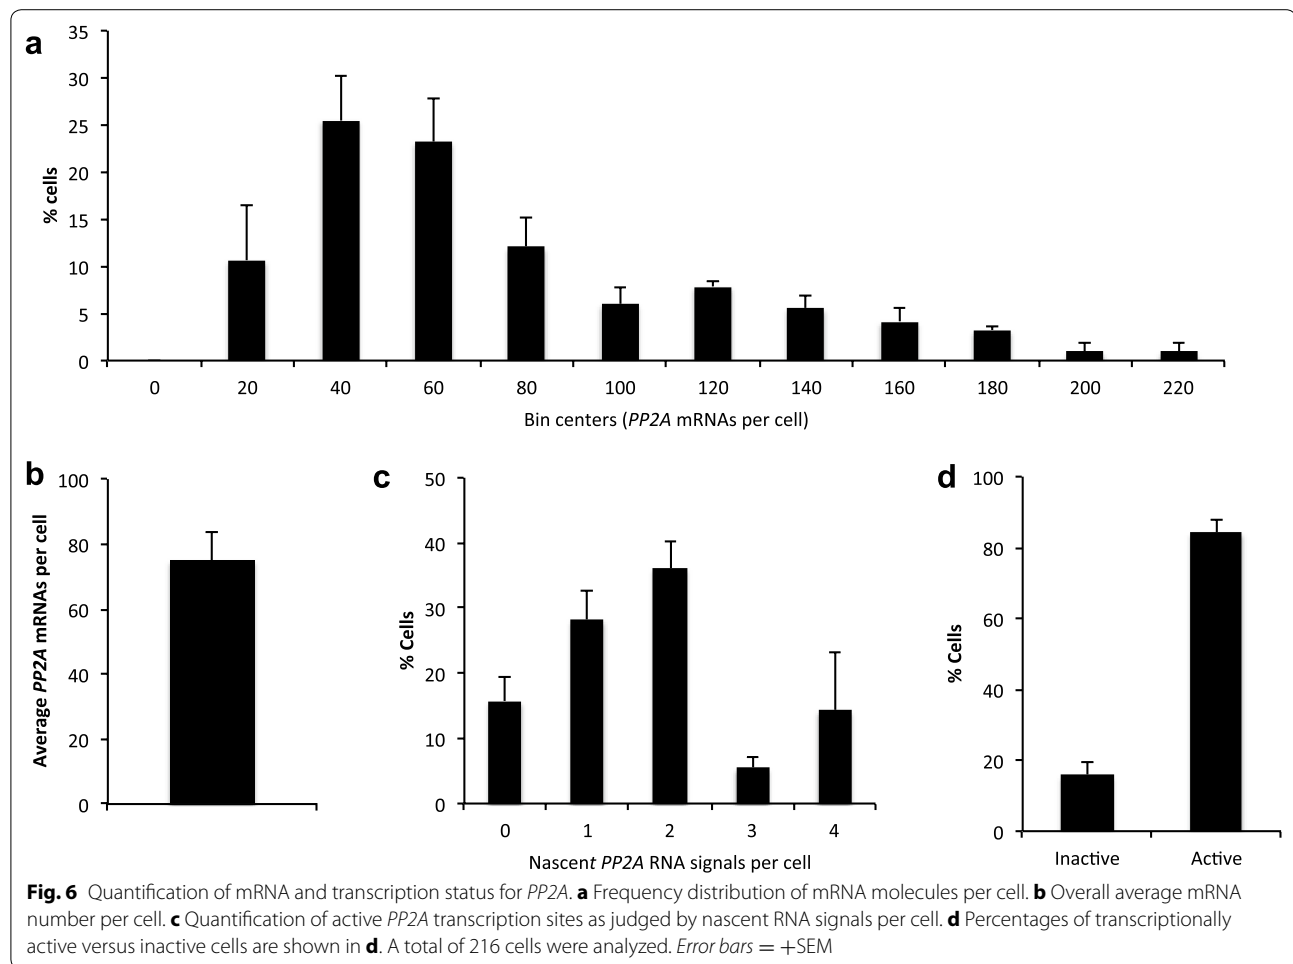 a
35
30
25
20
15
10
5
0
% cells
0 20 40 60 80 100 120 140 160 180 200 220
Bin centers (PP2A mRNAs per cell)
b
100
80
60
40
20
0
Average PP2A mRNAs per cell
c
50
40
30
20
10
0
% Cells
0 1 2 3 4
Nascent PP2A RNA signals per cell
d
100
80
60
40
20
0
% Cells
Inactive Active
Fig. 6 Quantification of mRNA and transcription status for PP2A. a Frequency distribution of mRNA molecules per cell. b Overall average mRNA
number per cell. c Quantification of active PP2A transcription sites as judged by nascent RNA signals per cell. d Percentages of transcriptionally
active versus inactive cells are shown in d. A total of 216 cells were analyzed. Error bars = +SEM